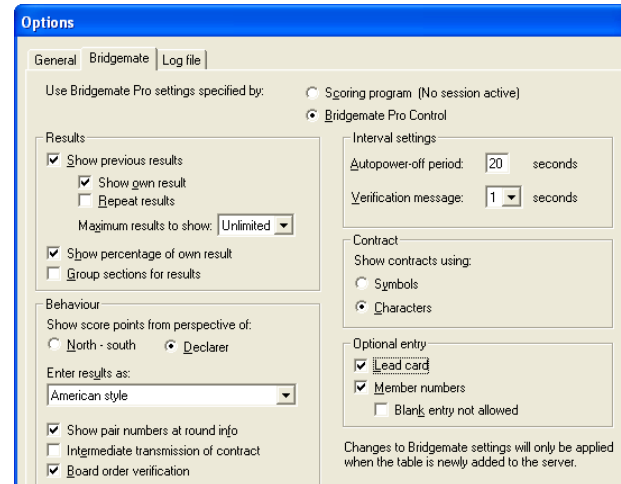 Options
General
Bridgemate
Log file
Use Bridgemate Pro settings specified by:
Scoring program (No session active)
Bridgemate Pro Control
Results
Show previous results
Show own result
Repeat results
Maximum results to show: Unlimited
Show percentage of own result
Group sections for results
Behaviour
Show score points from perspective of:
North - south
Declarer
Enter results as:
American style
Show pair numbers at round info
Intermediate transmission of contract
Board order verification
Interval settings
Autopower-off period: 20 seconds
Verification message: 1 seconds
Contract
Show contracts using:
Symbols
Characters
Optional entry
Lead card
Member numbers
Blank entry not allowed
Changes to Bridgemate settings will only be applied
when the table is newly added to the server.